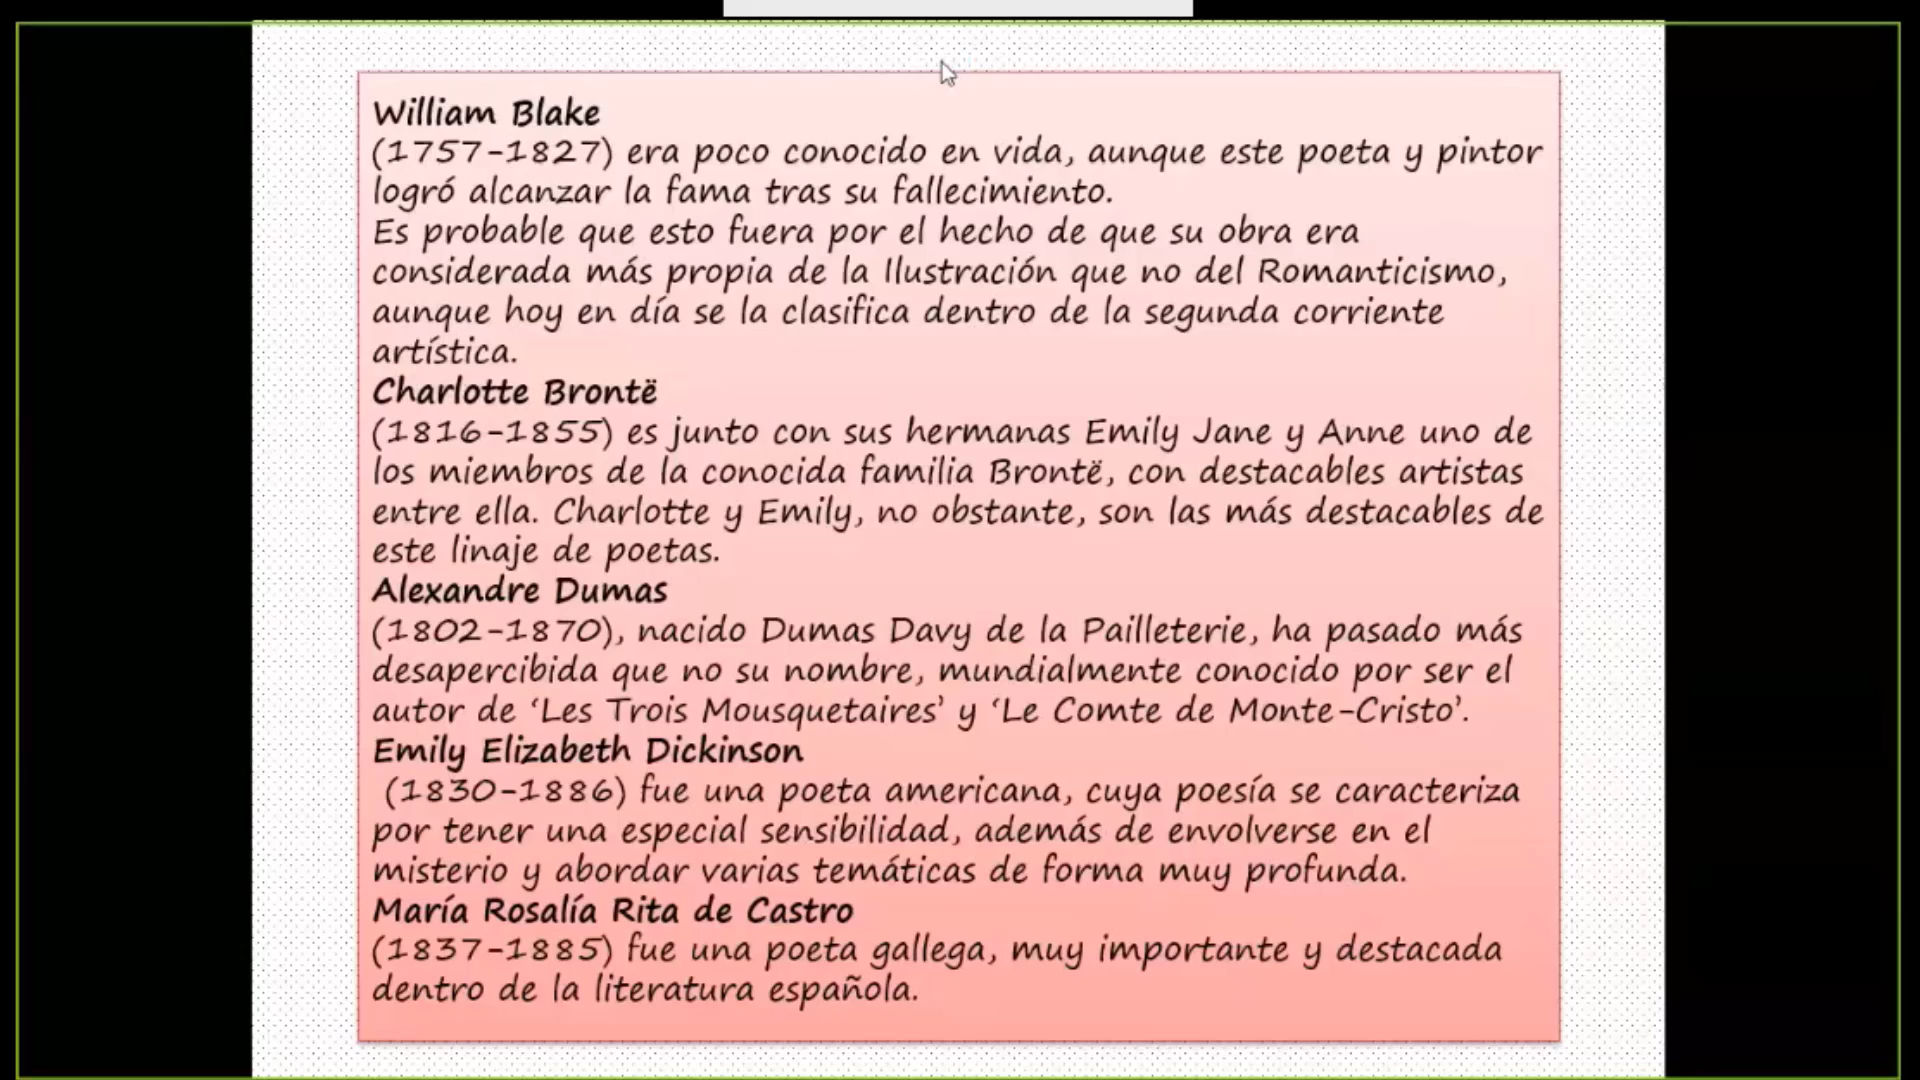 William Blake
(1757-1827) era poco conocido en vida, aunque este poeta y pintor
logró alcanzar la fama tras su fallecimiento.
Es probable que esto fuera por el hecho de que su obra era
considerada más propia de la Ilustración que no del Romanticismo,
aunque hoy en día se la clasifica dentro de la segunda corriente
artística.
Charlotte Brontë
(1816-1855) es junto con sus hermanas Emily Jane y Anne uno de
los miembros de la conocida familia Brontë, con destacables artistas
entre ella. Charlotte y Emily, no obstante, son las más destacables de
este linaje de poetas.
Alexandre Dumas
(1802-1870), nacido Dumas Davy de la Pailleterie, ha pasado más
desapercibida que no su nombre, mundialmente conocido por ser el
autor de ‘Les Trois Mousquetaires’ y ‘Le Comte de Monte-Cristo’.
Emily Elizabeth Dickinson
(1830-1886) fue una poeta americana, cuya poesía se caracteriza
por tener una especial sensibilidad, además de envolverse en el
misterio y abordar varias temáticas de forma muy profunda.
María Rosalía Rita de Castro
(1837-1885) fue una poeta gallega, muy importante y destacada
dentro de la literatura española.